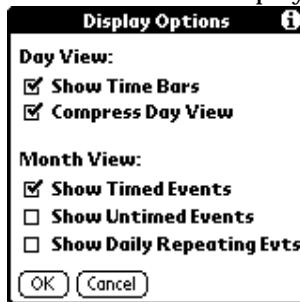 Display Options
Day View:
Show Time Bars
Compress Day View
Month View:
Show Timed Events
Show Untimed Events
Show Daily Repeating Evts
OK Cancel